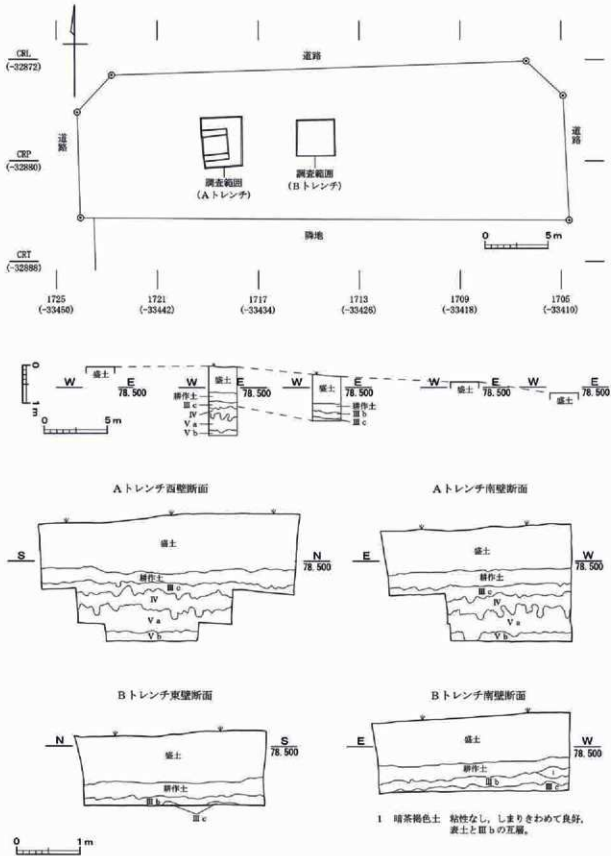 CRL
(-32872)
道路
道路
道路
CRP
(-32880)
調査範囲
(Aトレンチ)
調査範囲
(Bトレンチ)
隣地
0 5m
CRT
(-32888)
1725
(-33450)
1721
(-33442)
1717
(-33434)
1713
(-33426)
1709
(-33418)
1705
(-33410)
0
1m
盛土
W E
78.500
盛土
W E
78.500
耕作土
Ⅲc
Ⅳ
Ⅴa
Ⅴb
盛土
W E
78.500
耕作土
Ⅲb
Ⅲc
盛土
W E
78.500
盛土
W E
78.500
0 5m
Aトレンチ西壁断面
S
N
78.500
盛土
耕作土
Ⅲc
Ⅳ
Ⅴa
Ⅴb
Aトレンチ南壁断面
E
W
78.500
盛土
耕作土
Ⅲc
Ⅳ
Ⅴa
Ⅴb
Bトレンチ東壁断面
N
S
78.500
盛土
耕作土
Ⅲb
Ⅲc
Bトレンチ南壁断面
E
W
78.500
盛土
耕作土
1
Ⅲb
Ⅲc
1 暗茶褐色土 粘性なし,しまりきわめて良好,
表土とⅢbの互層。
0 1m